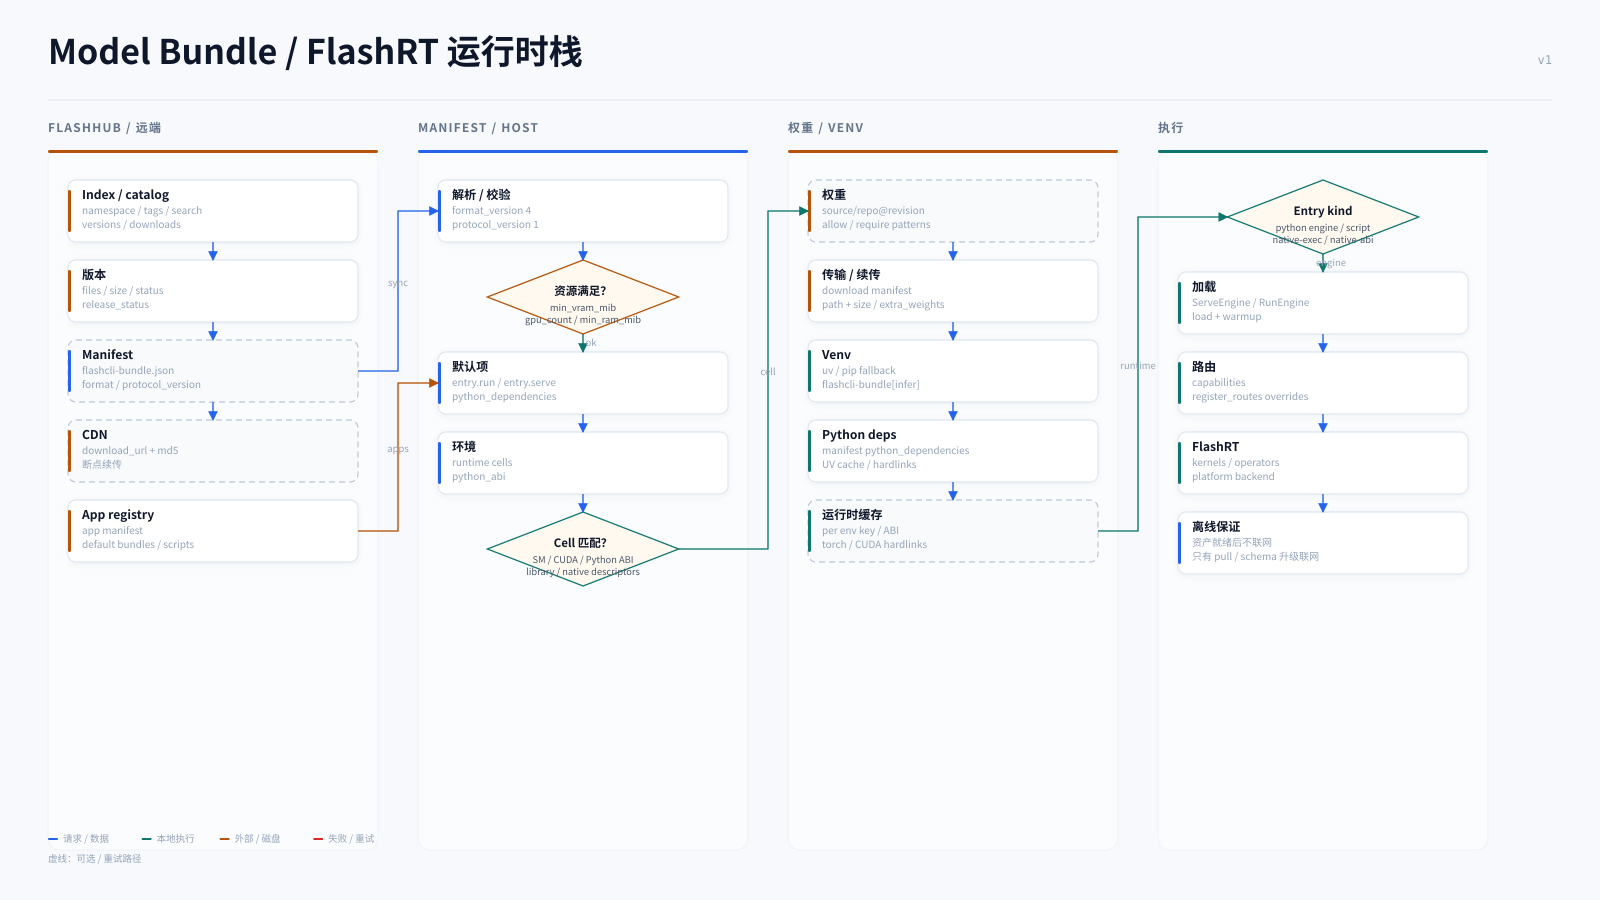 Model Bundle / FlashRT 运行时栈
v1
FLASHHUB / 远端
Index / catalog
namespace / tags / search
versions / downloads
版本
files / size / status
release_status
Manifest
flashcli-bundle.json
format / protocol_version
CDN
download_url + md5
断点续传
App registry
app manifest
default bundles / scripts
sync
apps
MANIFEST / HOST
解析 / 校验
format_version 4
protocol_version 1
资源满足?
min_vram_mib
gpu_count / min_ram_mib
ok
默认项
entry.run / entry.serve
python_dependencies
环境
runtime cells
python_abi
Cell 匹配?
SM / CUDA / Python ABI
library / native descriptors
cell
权重 / VENV
权重
source/repo@revision
allow / require patterns
传输 / 续传
download manifest
path + size / extra_weights
Venv
uv / pip fallback
flashcli-bundle[infer]
Python deps
manifest python_dependencies
UV cache / hardlinks
运行时缓存
per env key / ABI
torch / CUDA hardlinks
runtime
执行
Entry kind
python engine / script
native-exec / native-abi
engine
加载
ServeEngine / RunEngine
load + warmup
路由
capabilities
register_routes overrides
FlashRT
kernels / operators
platform backend
离线保证
资产就绪后不联网
只有 pull / schema 升级联网
请求 / 数据
本地执行
外部 / 磁盘
失败 / 重试
虚线：可选 / 重试路径